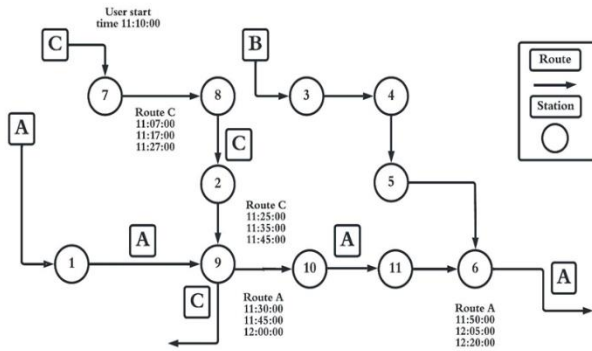 User start
time 11:10:00
C
B
Route
Station
7
8
3
4
Route C
11:07:00
11:17:00
11:27:00
A
C
2
5
Route C
11:25:00
11:35:00
11:45:00
A
A
1
9
10
11
6
A
C
Route A
11:30:00
11:45:00
12:00:00
Route A
11:50:00
12:05:00
12:20:00